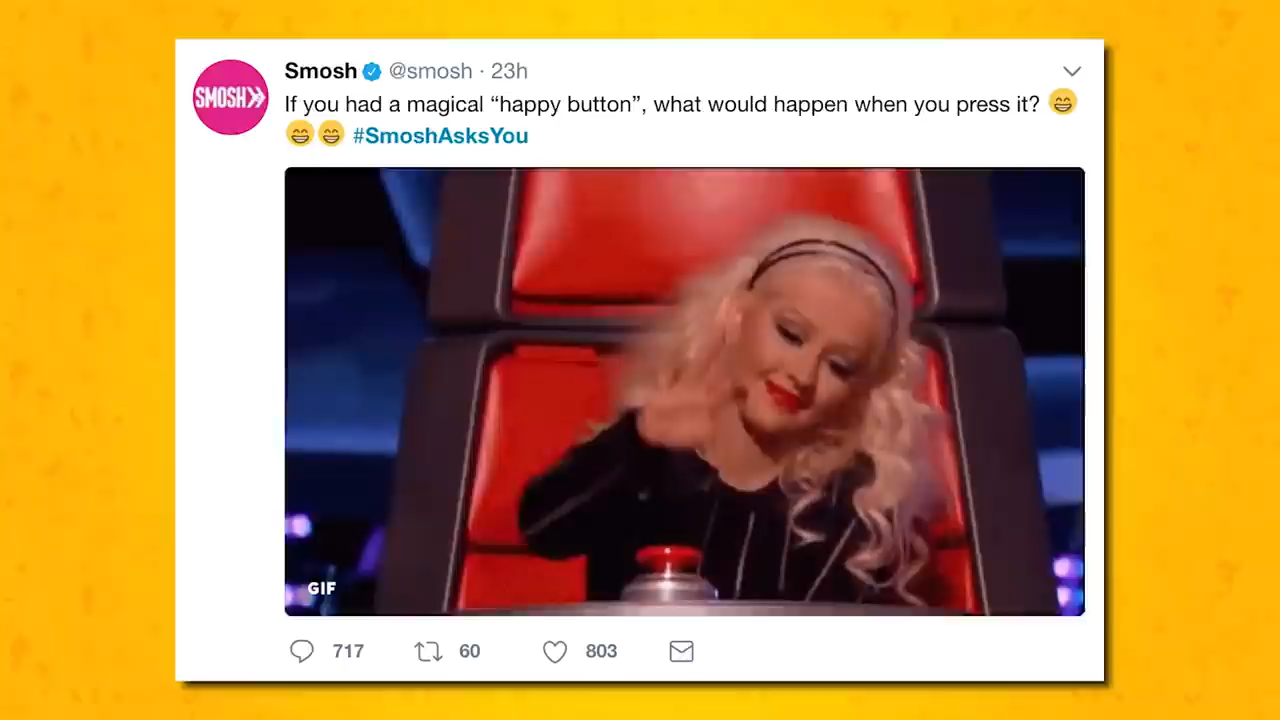 SMOSH
Smosh @smosh · 23h
If you had a magical “happy button”, what would happen when you press it? 😄
😄😄 #SmoshAsksYou
GIF
717 60 803